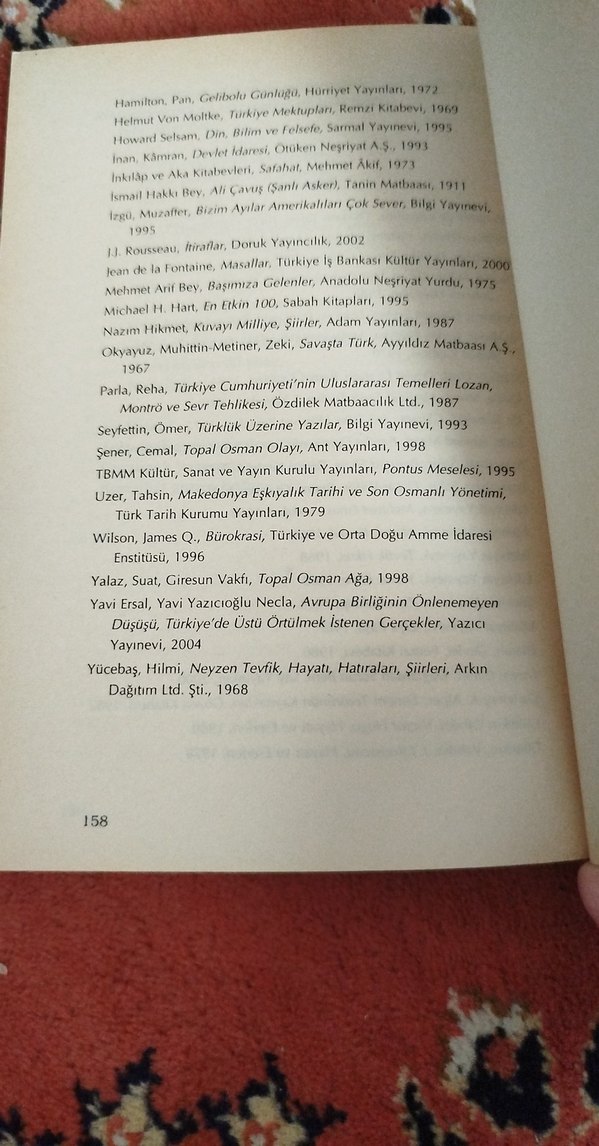 Hamilton, Pan, Gelibolu Günlüğü, Hürriyet Yayınları, 1972
Helmut Von Moltke, Türkiye Mektupları, Remzi Kitabevi, 1969
Howard Selsam, Din, Bilim ve Felsefe, Sarmal Yayınevi, 1995
İnan, Kâmran, Devlet İdaresi, Ötüken Neşriyat A.Ş., 1993
İnkılâp ve Aka Kitabevleri, Safahat, Mehmet Âkif, 1973
İsmail Hakkı Bey, Ali Çavuş (Şanlı Asker), Tanin Matbaası, 1911
İzgü, Muzaffer, Bizim Ayılar Amerikalıları Çok Sever, Bilgi Yayınevi,
1995
J.J. Rousseau, İtiraflar, Doruk Yayıncılık, 2002
Jean de la Fontaine, Masallar, Türkiye İş Bankası Kültür Yayınları, 2000
Mehmet Arif Bey, Başımıza Gelenler, Anadolu Neşriyat Yurdu, 1975
Michael H. Hart, En Etkin 100, Sabah Kitapları, 1995
Nazım Hikmet, Kuvayı Milliye, Şiirler, Adam Yayınları, 1987
Okyayuz, Muhittin-Metiner, Zeki, Savaşta Türk, Ayyıldız Matbaası A.Ş.,
1967
Parla, Reha, Türkiye Cumhuriyeti'nin Uluslararası Temelleri Lozan,
Montrö ve Sevr Tehlikesi, Özdilek Matbaacılık Ltd., 1987
Seyfettin, Ömer, Türklük Üzerine Yazılar, Bilgi Yayınevi, 1993
Şener, Cemal, Topal Osman Olayı, Ant Yayınları, 1998
TBMM Kültür, Sanat ve Yayın Kurulu Yayınları, Pontus Meselesi, 1995
Uzer, Tahsin, Makedonya Eşkıyalık Tarihi ve Son Osmanlı Yönetimi,
Türk Tarih Kurumu Yayınları, 1979
Wilson, James Q., Bürokrasi, Türkiye ve Orta Doğu Amme İdaresi
Enstitüsü, 1996
Yalaz, Suat, Giresun Vakfı, Topal Osman Ağa, 1998
Yavi Ersal, Yavi Yazıcıoğlu Necla, Avrupa Birliğinin Önlenemeyen
Düşüşü, Türkiye'de Üstü Örtülmek İstenen Gerçekler, Yazıcı
Yayınevi, 2004
Yücebaş, Hilmi, Neyzen Tevfik, Hayatı, Hatıraları, Şiirleri, Arkın
Dağıtım Ltd. Şti., 1968
158